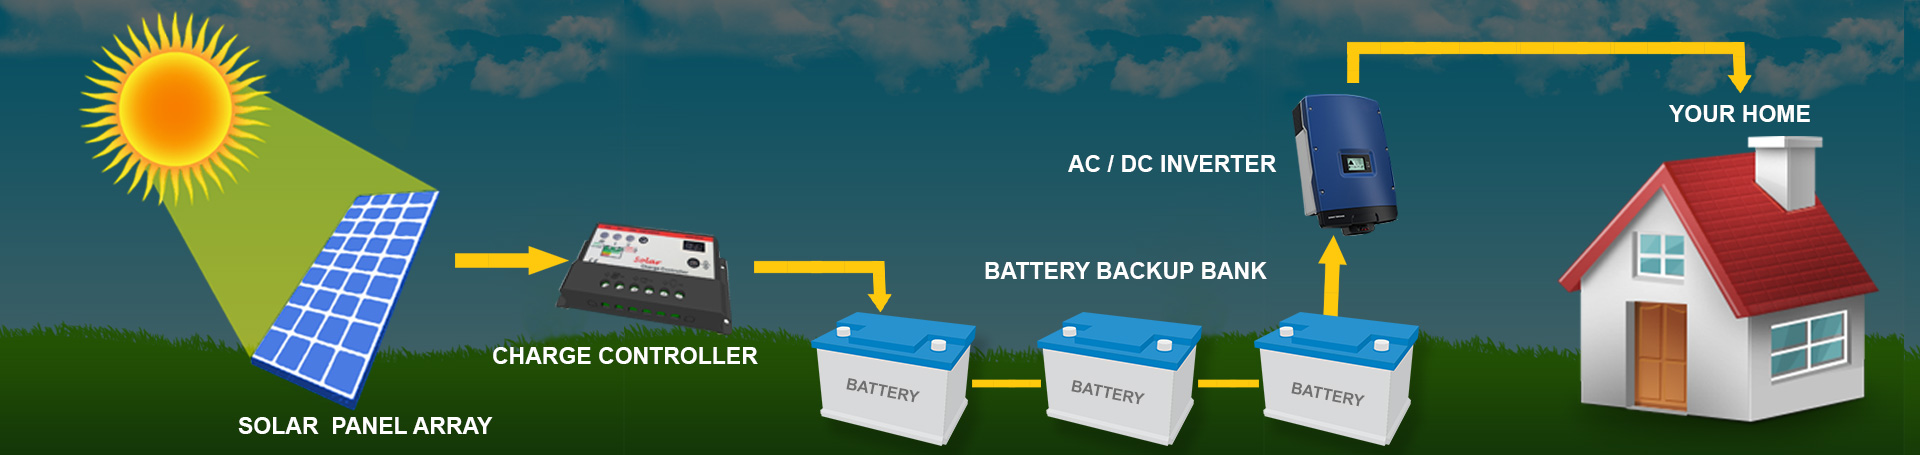 YOUR HOME
AC / DC INVERTER
Solar
Charge Controller
BATTERY BACKUP BANK
CHARGE CONTROLLER
BATTERY
BATTERY
BATTERY
SOLAR PANEL ARRAY